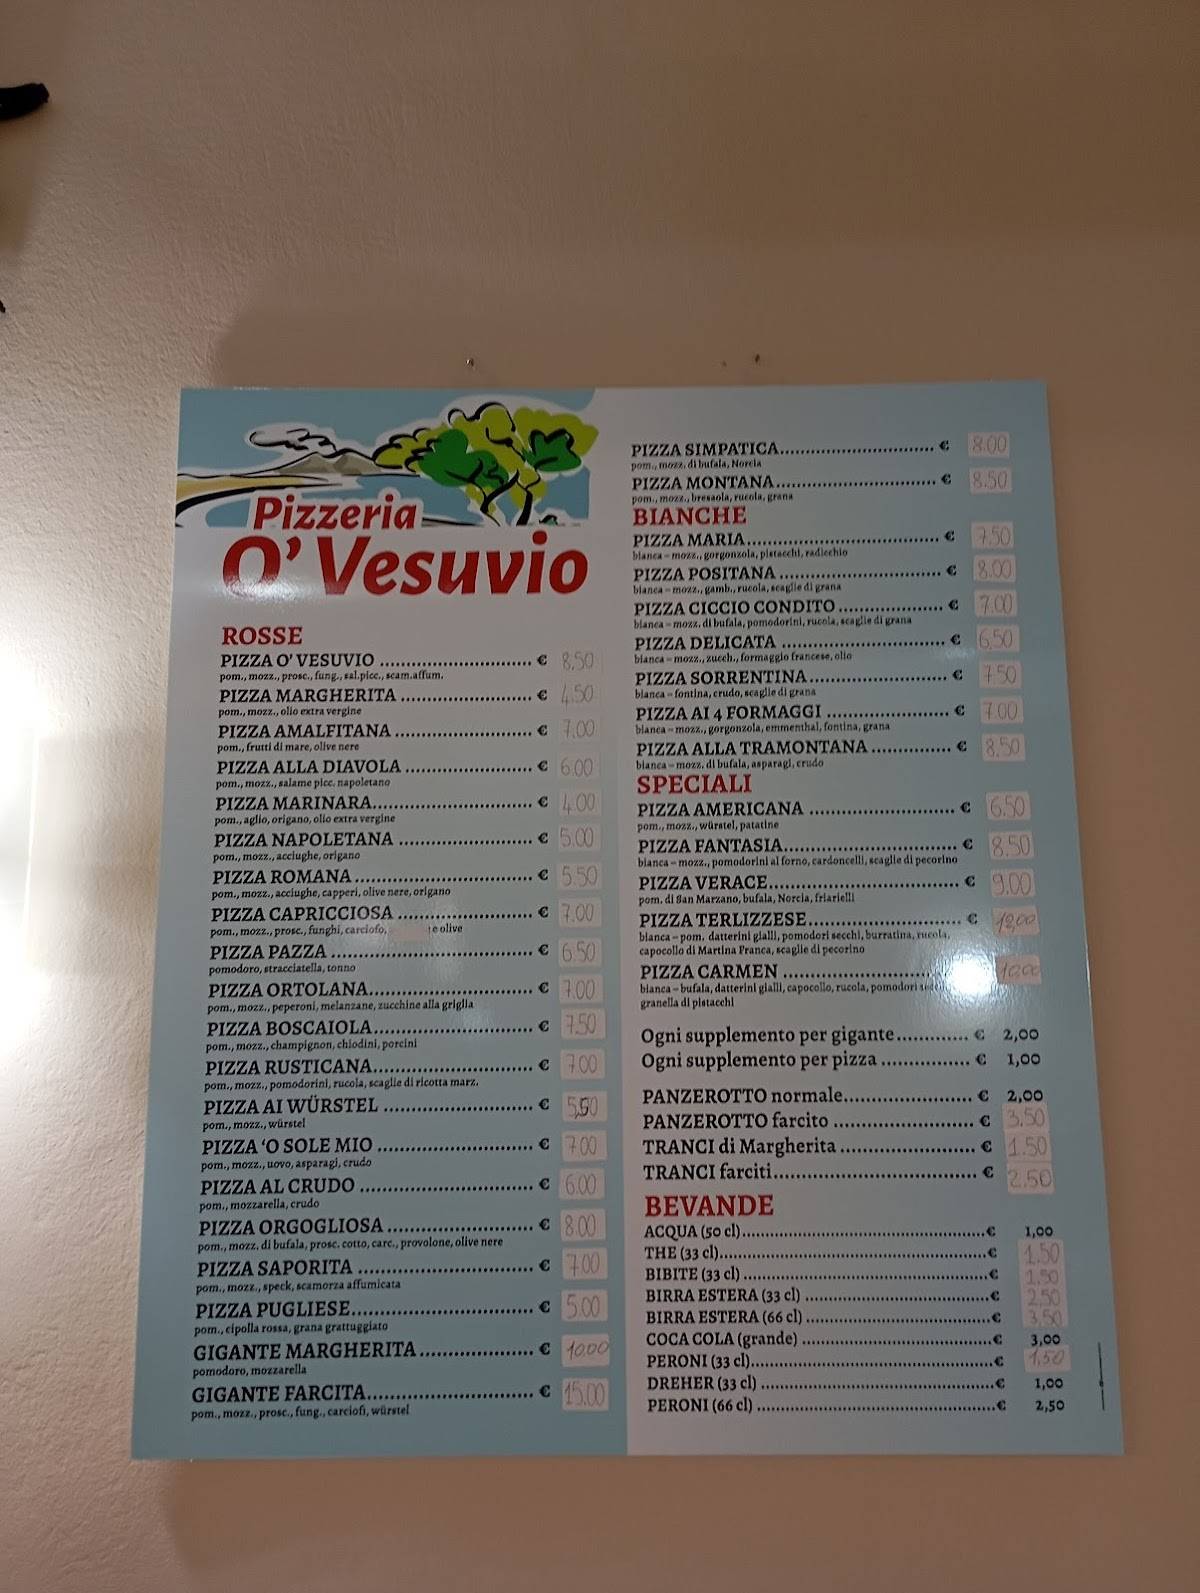 Pizzeria
O' Vesuvio
ROSSE
PIZZA O' VESUVIO ............................ € 8,50
pom., mozz., prosc., fung., sal.picc., scam.affum.
PIZZA MARGHERITA ........................ € 4,50
pom., mozz., olio extra vergine
PIZZA AMALFITANA ......................... € 7.00
pom., frutti di mare, olive nere
PIZZA ALLA DIAVOLA ....................... € 6.00
pom., mozz., salame picc. napoletano
PIZZA MARINARA............................. € 4.00
pom., aglio, origano, olio extra vergine
PIZZA NAPOLETANA ........................ € 5.00
pom., mozz., acciughe, origano
PIZZA ROMANA ................................ € 5.50
pom., mozz., acciughe, capperi, olive nere, origano
PIZZA CAPRICCIOSA ........................ € 7.00
pom., mozz., prosc., funghi, carciofo, e olive
PIZZA PAZZA .................................... € 6.50
pomodoro, stracciatella, tonno
PIZZA ORTOLANA............................. € 7.00
pom., mozz., peperoni, melanzane, zucchine alla griglia
PIZZA BOSCAIOLA............................ € 7.50
pom., mozz., champignon, chiodini, porcini
PIZZA RUSTICANA............................ € 7.00
pom., mozz., pomodorini, rucola, scaglie di ricotta marz.
PIZZA AI WÜRSTEL .......................... € 5,50
pom., mozz., würstel
PIZZA 'O SOLE MIO ........................... € 7.00
pom., mozz., uovo, asparagi, crudo
PIZZA AL CRUDO .............................. € 6.00
pom., mozzarella, crudo
PIZZA ORGOGLIOSA ......................... € 8.00
pom., mozz. di bufala, prosc. cotto, carc., provolone, olive nere
PIZZA SAPORITA .............................. € 7.00
pom., mozz., speck, scamorza affumicata
PIZZA PUGLIESE............................... € 5.00
pom., cipolla rossa, grana grattuggiato
GIGANTE MARGHERITA.................... € 10.00
pomodoro, mozzarella
GIGANTE FARCITA............................ € 15.00
pom., mozz., prosc., fung., carciofi, würstel
PIZZA SIMPATICA............................ € 8.00
pom., mozz. di bufala, Norcia
PIZZA MONTANA............................. € 8.50
pom., mozz., bresaola, rucola, grana
BIANCHE
PIZZA MARIA................................... € 7.50
bianca – mozz., gorgonzola, pistacchi, radicchio
PIZZA POSITANA ............................. € 8.00
bianca – mozz., gamb., rucola, scaglie di grana
PIZZA CICCIO CONDITO ................... € 7.00
bianca – mozz. di bufala, pomodorini, rucola, scaglia di grana
PIZZA DELICATA ............................. € 6,50
bianca – mozz., zucch., formaggio francese, olio
PIZZA SORRENTINA......................... € 7.50
bianca – fontina, crudo, scaglie di grana
PIZZA AI 4 FORMAGGI ...................... € 7.00
bianca – mozz., gorgonzola, emmenthal, fontina, grana
PIZZA ALLA TRAMONTANA .............. € 8,50
bianca – mozz. di bufala, asparagi, crudo
SPECIALI
PIZZA AMERICANA .......................... € 6.50
pom., mozz., würstel, patatine
PIZZA FANTASIA.............................. € 8.50
bianca – mozz., pomodorini al forno, cardoncelli, scaglie di pecorino
PIZZA VERACE.................................. € 9.00
pom. di San Marzano, bufala, Norcia, friarielli
PIZZA TERLIZZESE........................... €
bianca – pom. datterini gialli, pomodori secchi, burratina, rucola,
capocollo di Martina Franca, scaglie di pecorino
PIZZA CARMEN ......................... 10.00
bianca – bufala, datterini gialli, capocollo, rucola, pomodori
granella di pistacchi
Ogni supplemento per gigante............. € 2,00
Ogni supplemento per pizza ................ € 1,00
PANZEROTTO normale...................... € 2,00
PANZEROTTO farcito ........................ € 3.50
TRANCI di Margherita ....................... € 1.50
TRANCI farciti.................................... € 2.50
BEVANDE
ACQUA (50 cl)..............................................€ 1,00
THE (33 cl)...................................................€ 1.50
BIBITE (33 cl) ...............................................€ 1,50
BIRRA ESTERA (33 cl) ...................................€ 2,50
BIRRA ESTERA (66 cl) ...................................€ 3,50
COCA COLA (grande) ....................................€ 3,00
PERONI (33 cl)..............................................€ 1,50
DREHER (33 cl) ............................................€ 1,00
PERONI (66 cl) .............................................€ 2,50